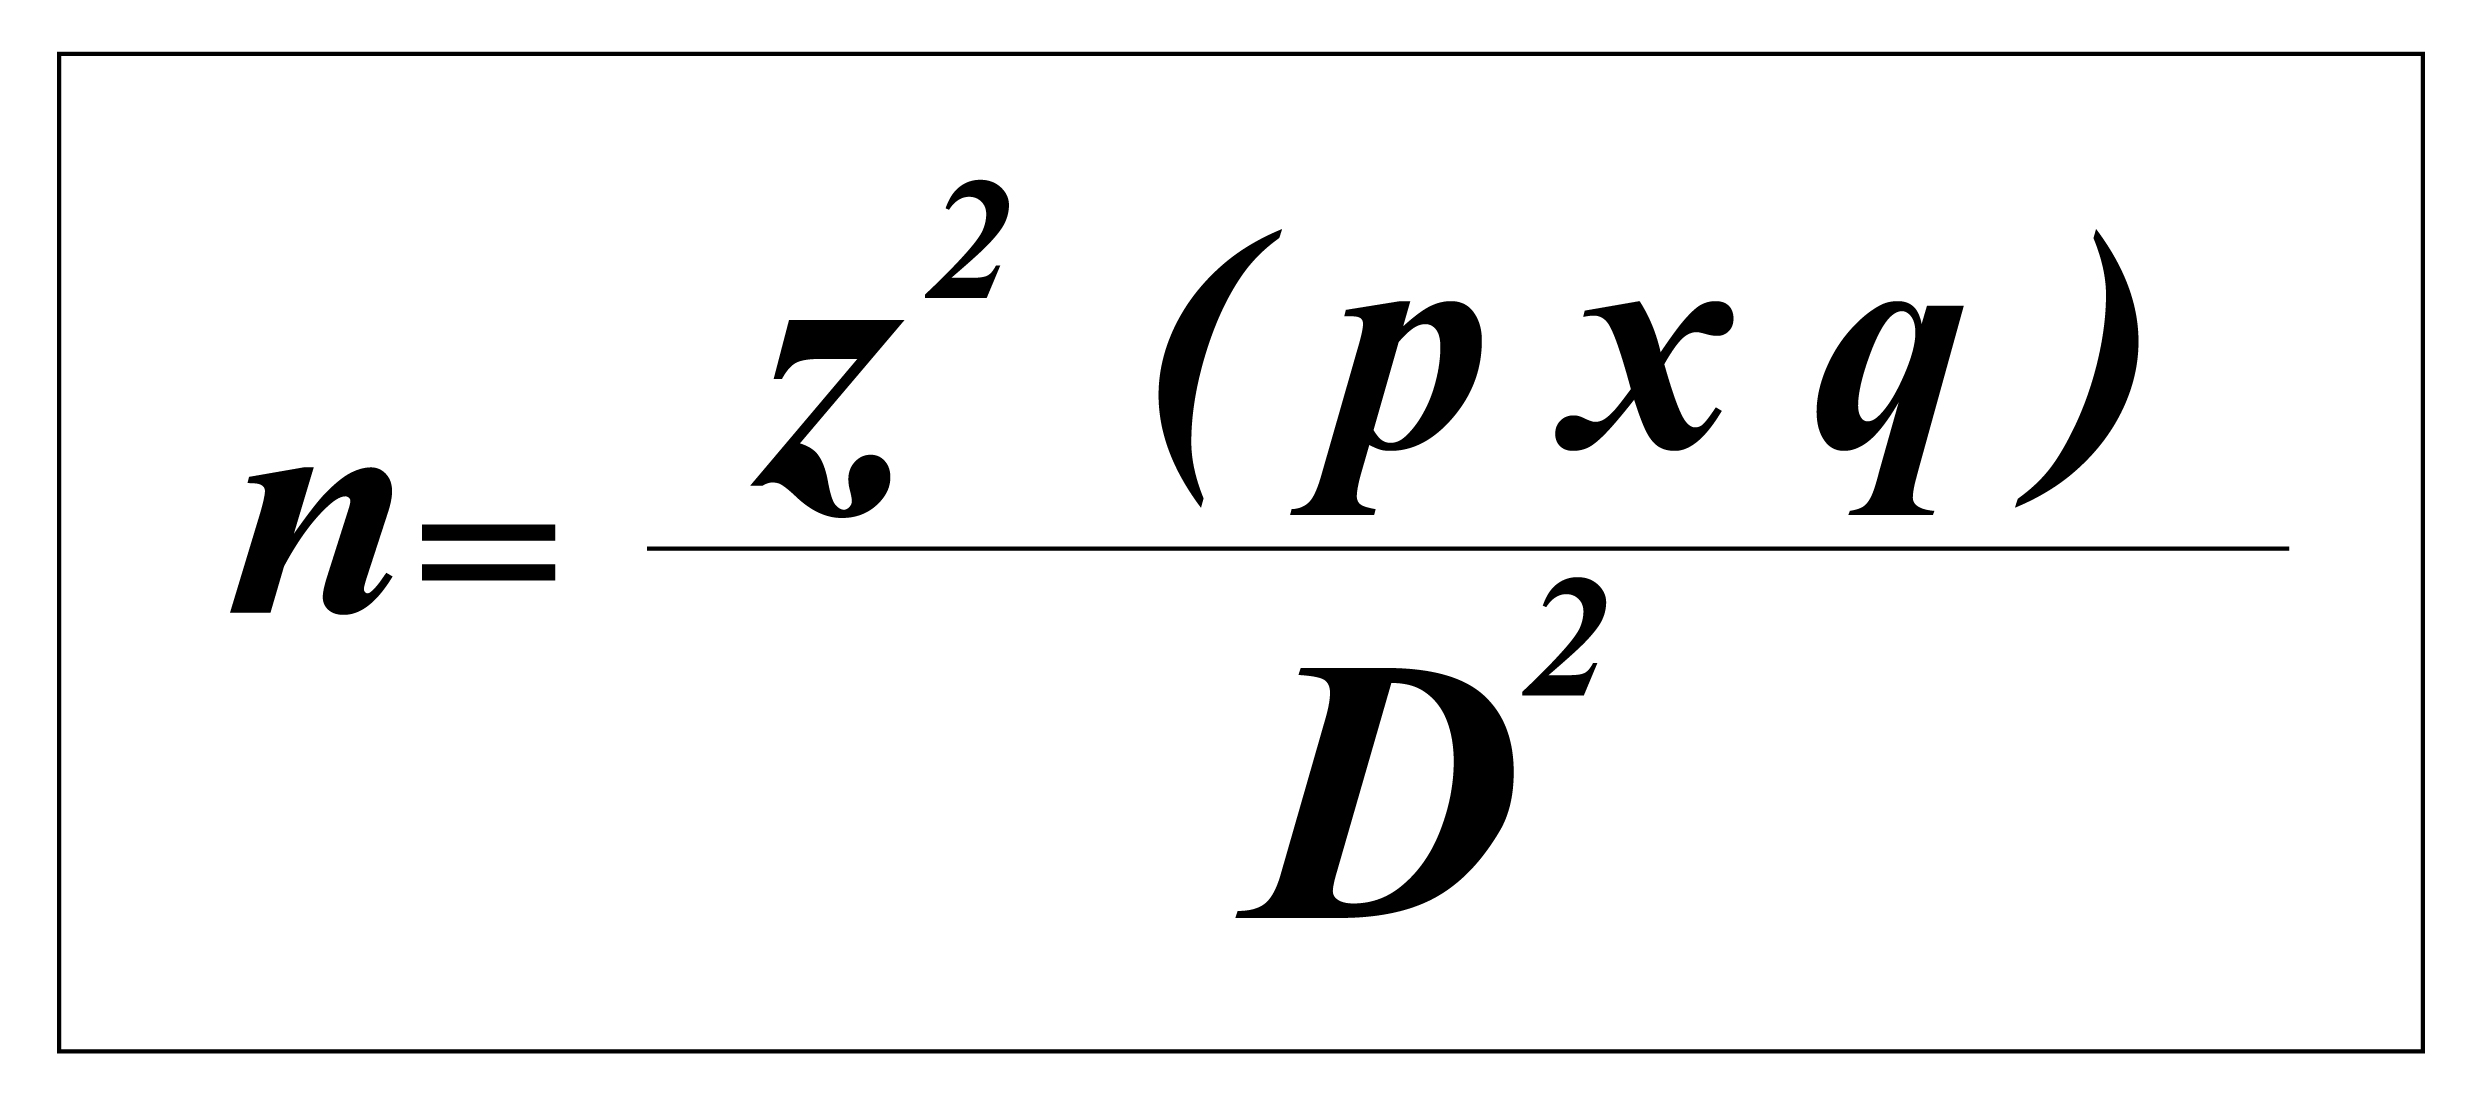 n= z² ( p x q )
D²